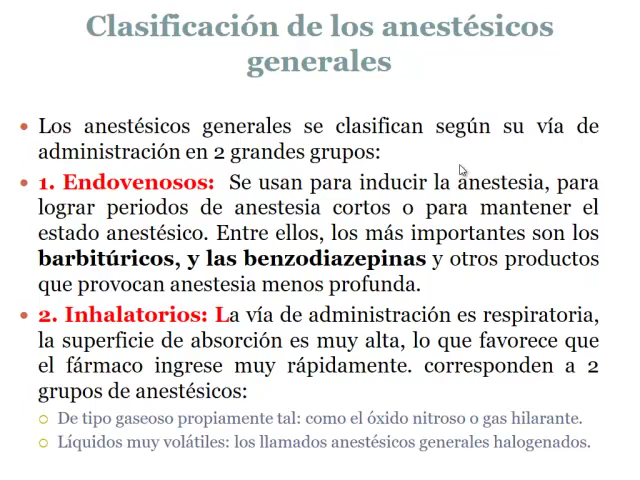 Clasificación de los anestésicos
generales
• Los anestésicos generales se clasifican según su vía de
administración en 2 grandes grupos:
• 1. Endovenosos: Se usan para inducir la anestesia, para
lograr periodos de anestesia cortos o para mantener el
estado anestésico. Entre ellos, los más importantes son los
barbitúricos, y las benzodiazepinas y otros productos
que provocan anestesia menos profunda.
• 2. Inhalatorios: La vía de administración es respiratoria,
la superficie de absorción es muy alta, lo que favorece que
el fármaco ingrese muy rápidamente. corresponden a 2
grupos de anestésicos:
○ De tipo gaseoso propiamente tal: como el óxido nitroso o gas hilarante.
○ Líquidos muy volátiles: los llamados anestésicos generales halogenados.